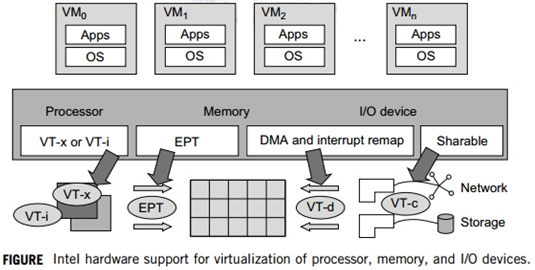 VM0 VM1 VM2 VMn
Apps Apps Apps ... Apps
OS OS OS OS
Processor Memory I/O device
VT-x or VT-i EPT DMA and interrupt remap Sharable
VT-x
VT-i
EPT
VT-d
VT-c
Network
Storage
FIGURE Intel hardware support for virtualization of processor, memory, and I/O devices.